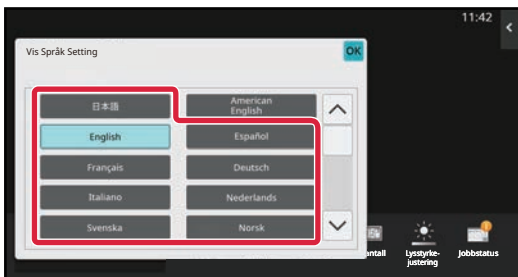 11:42
Vis Språk Setting
OK
日本語
American
English
English
Español
Français
Deutsch
Italiano
Nederlands
Svenska
Norsk
antall
Lysstyrke-
justering
Jobbstatus